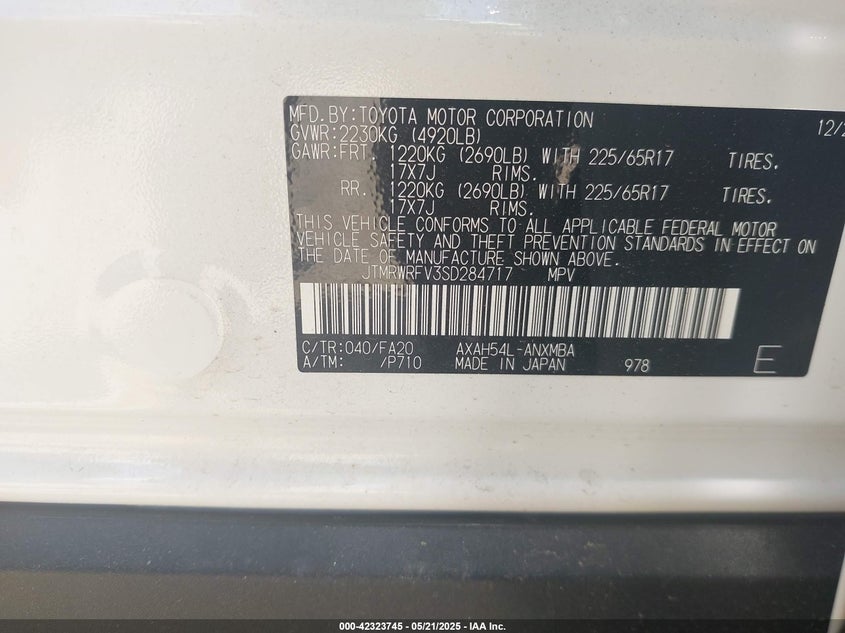 MFD.BY:TOYOTA MOTOR CORPORATION 12/2
GVWR:2230KG (4920LB)
GAWR:FRT. 1220KG (2690LB) WITH 225/65R17 TIRES.
17X7J RIMS.
RR. 1220KG (2690LB) WITH 225/65R17 TIRES.
17X7J RIMS.
THIS VEHICLE CONFORMS TO ALL APPLICABLE FEDERAL MOTOR
VEHICLE SAFETY AND THEFT PREVENTION STANDARDS IN EFFECT ON
THE DATE OF MANUFACTURE SHOWN ABOVE.
JTMRWRFV3SD284717 MPV
C/TR:040/FA20 AXAH54L-ANXMBA
A/TM: /P710 MADE IN JAPAN 978 E
000-42323745 - 05/21/2025 - IAA Inc.